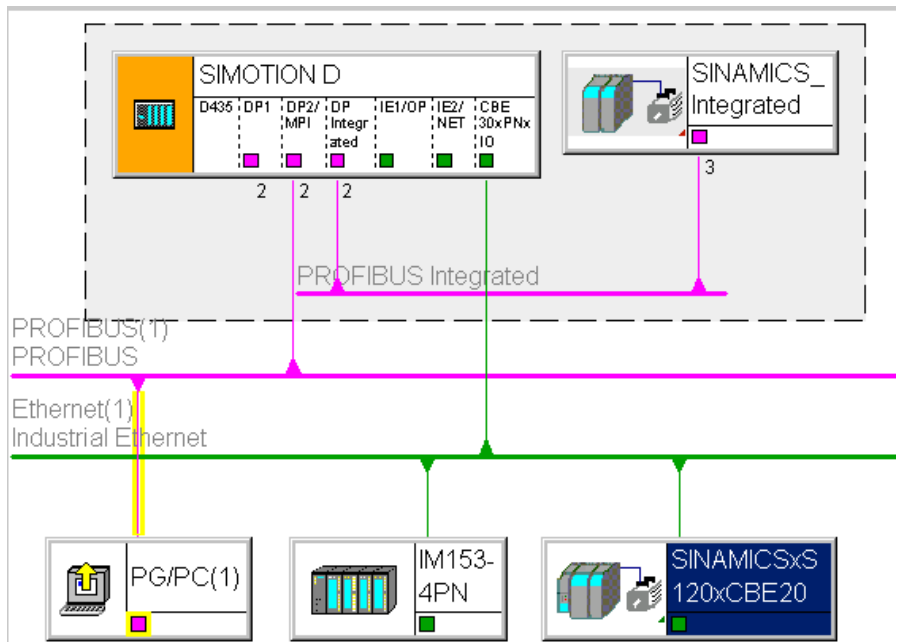 SIMOTION D
D435 DP1 DP2/ DP IE1/OP IE2/ CBE
MPI Integr NET 30xPNx
ated IO
2 2 2
SINAMICS_
Integrated
3
PROFIBUS Integrated
PROFIBUS(1)
PROFIBUS
Ethernet(1)
Industrial Ethernet
PG/PC(1)
IM153-
4PN
SINAMICSxS
120xCBE20